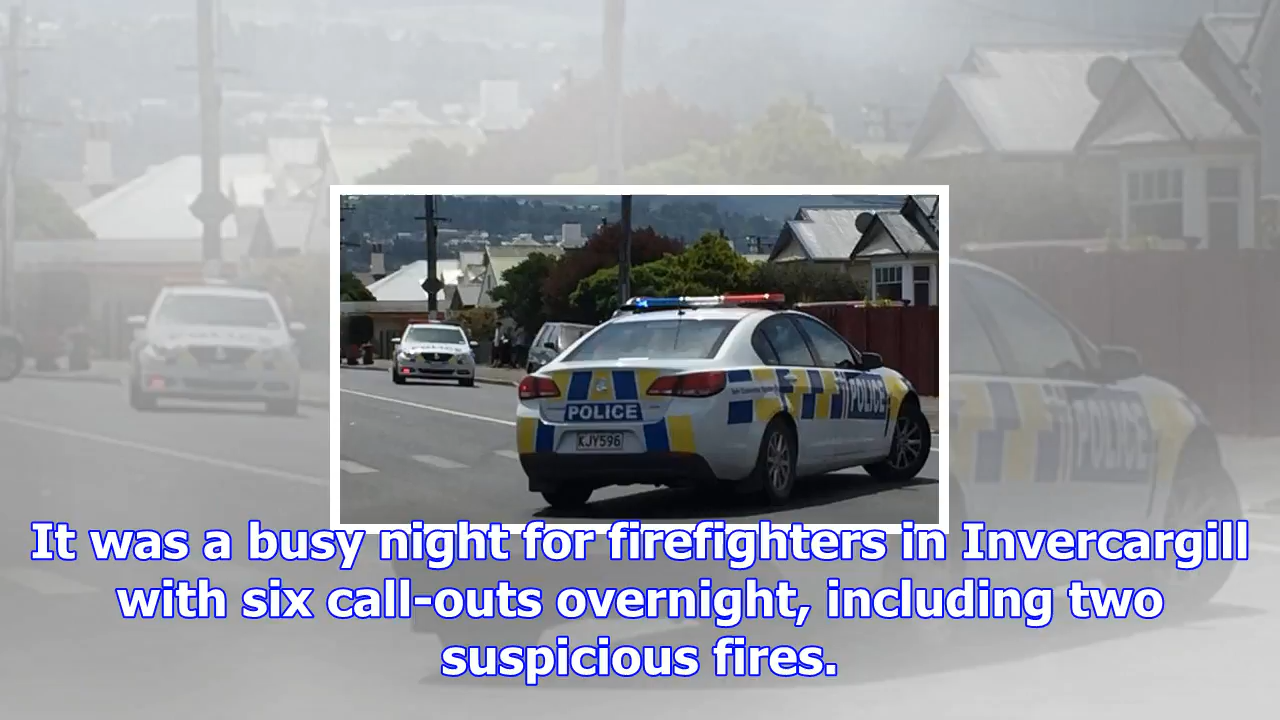 POLICE
POLICE
KJY596
It was a busy night for firefighters in Invercargill
with six call-outs overnight, including two
suspicious fires.